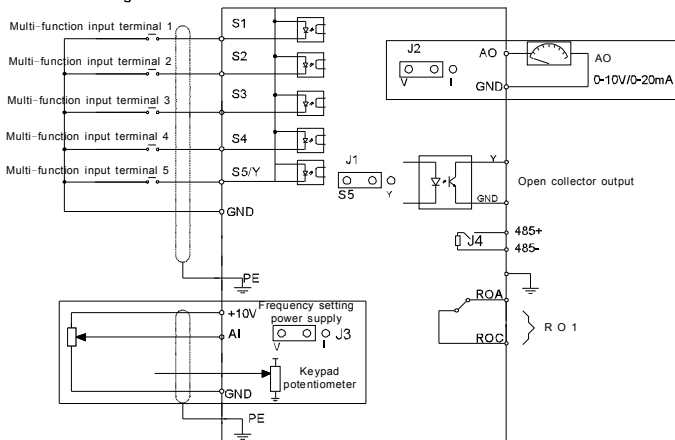 Multi-function input terminal 1
S1
Multi-function input terminal 2
S2
Multi-function input terminal 3
S3
Multi-function input terminal 4
S4
Multi-function input terminal 5
S5/Y
GND
PE
J1
S5
Y
J2
V
I
AO
GND
AO
0-10V/0-20mA
Y
GND
Open collector output
485+
J4
485-
ROA
ROC
RO1
+10V
Frequency setting
power supply
AI
V
I
J3
Keypad
potentiometer
GND
PE